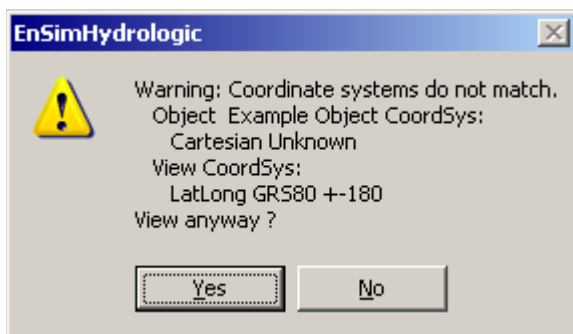 EnSimHydrologic
Warning: Coordinate systems do not match.
Object  Example Object CoordSys:
Cartesian Unknown
View CoordSys:
LatLong GRS80 +-180
View anyway ?
Yes
No